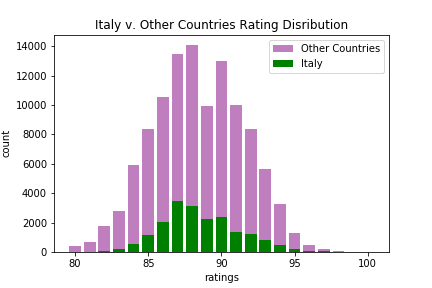 Italy v. Other Countries Rating Disribution
Other Countries
Italy
14000
12000
10000
8000
6000
4000
2000
0
count
80 85 90 95 100
ratings